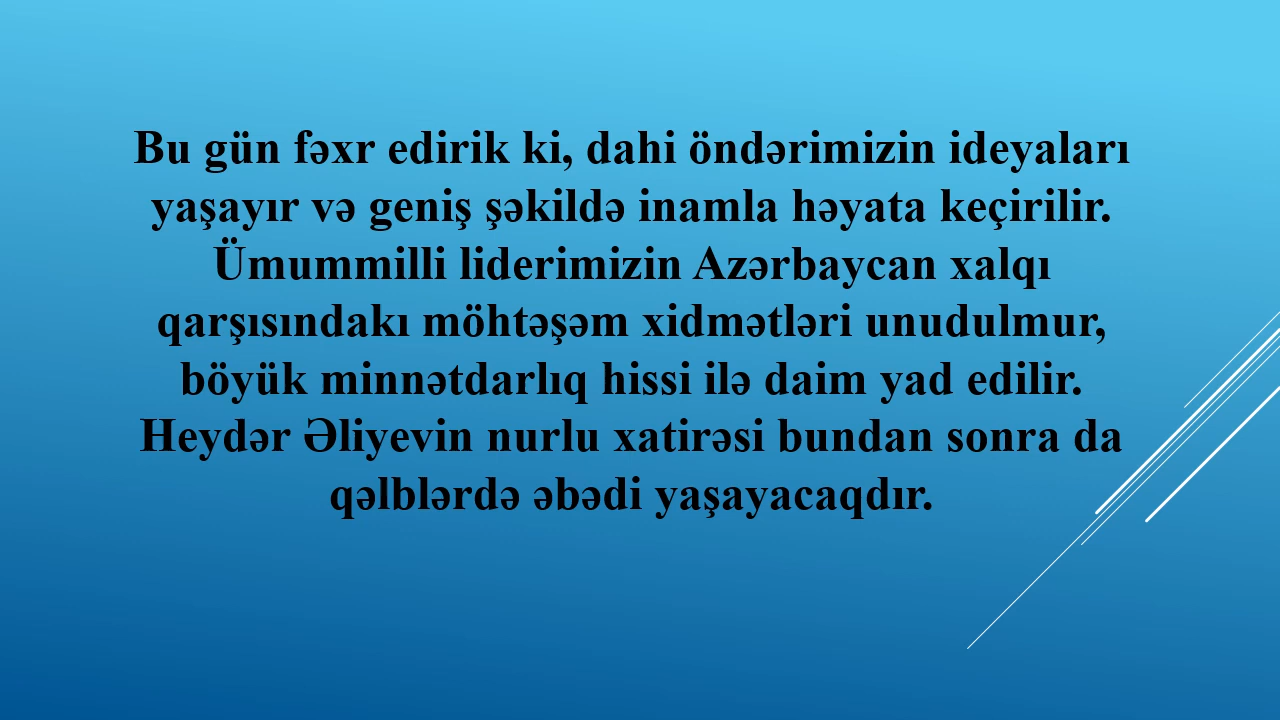 Bu gün fəxr edirik ki, dahi öndərimizin ideyaları
yaşayır və geniş şəkildə inamla həyata keçirilir.
Ümummilli liderimizin Azərbaycan xalqı
qarşısındakı möhtəşəm xidmətləri unudulmur,
böyük minnətdarlıq hissi ilə daim yad edilir.
Heydər Əliyevin nurlu xatirəsi bundan sonra da
qəlblərdə əbədi yaşayacaqdır.